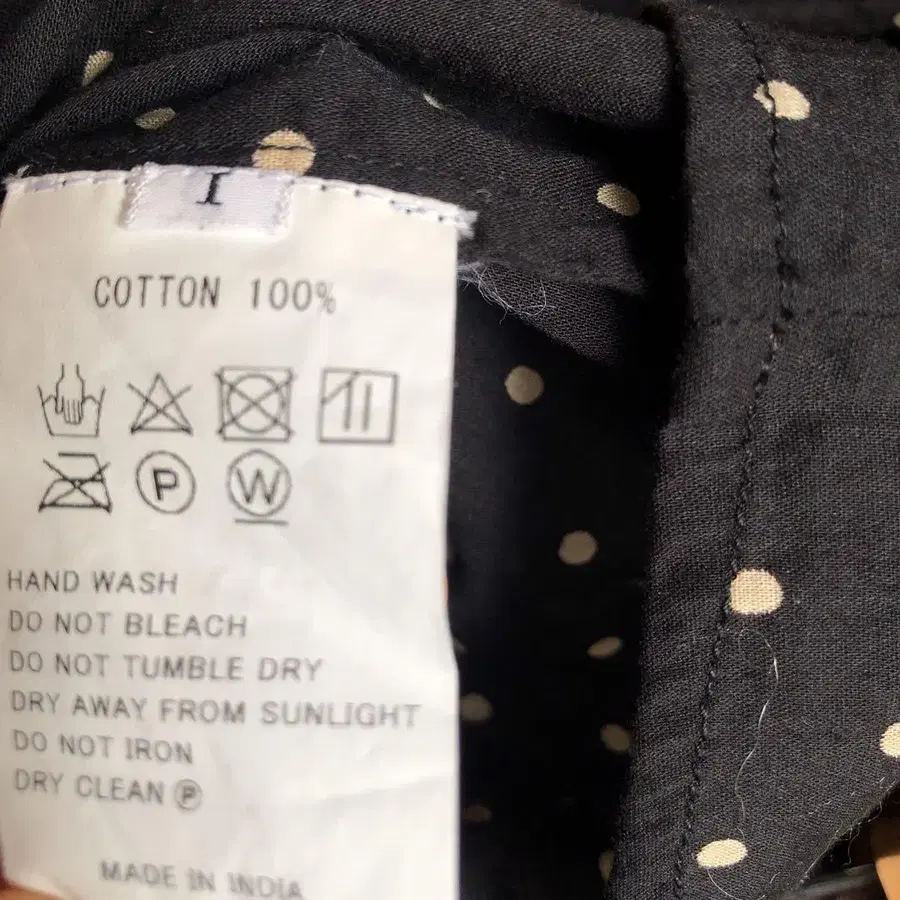 I
COTTON 100%
P W
HAND WASH
DO NOT BLEACH
DO NOT TUMBLE DRY
DRY AWAY FROM SUNLIGHT
DO NOT IRON
DRY CLEAN Ⓟ
MADE IN INDIA